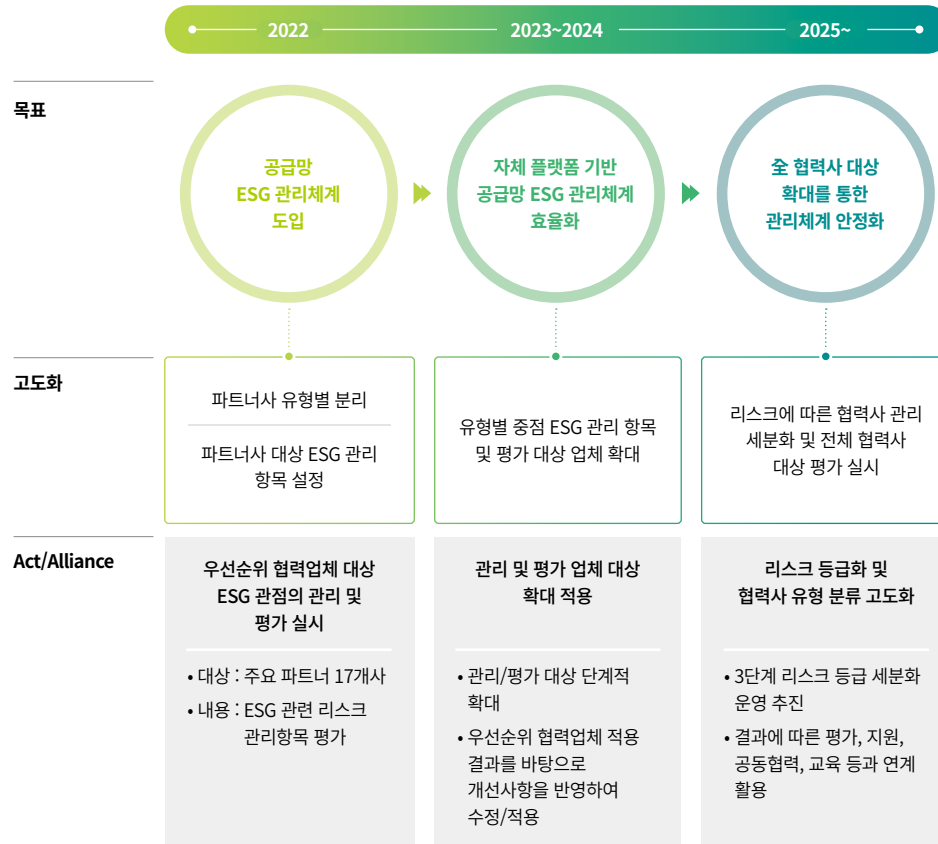 2022
2023~2024
2025~
목표
공급망
ESG 관리체계
도입
자체 플랫폼 기반
공급망 ESG 관리체계
효율화
全 협력사 대상
확대를 통한
관리체계 안정화
고도화
파트너사 유형별 분리
파트너사 대상 ESG 관리
항목 설정
유형별 중점 ESG 관리 항목
및 평가 대상 업체 확대
리스크에 따른 협력사 관리
세분화 및 전체 협력사
대상 평가 실시
Act/Alliance
우선순위 협력업체 대상
ESG 관점의 관리 및
평가 실시
• 대상 : 주요 파트너 17개사
• 내용 : ESG 관련 리스크
관리항목 평가
관리 및 평가 업체 대상
확대 적용
• 관리/평가 대상 단계적
확대
• 우선순위 협력업체 적용
결과를 바탕으로
개선사항을 반영하여
수정/적용
리스크 등급화 및
협력사 유형 분류 고도화
• 3단계 리스크 등급 세분화
운영 추진
• 결과에 따른 평가, 지원,
공동협력, 교육 등과 연계
활용